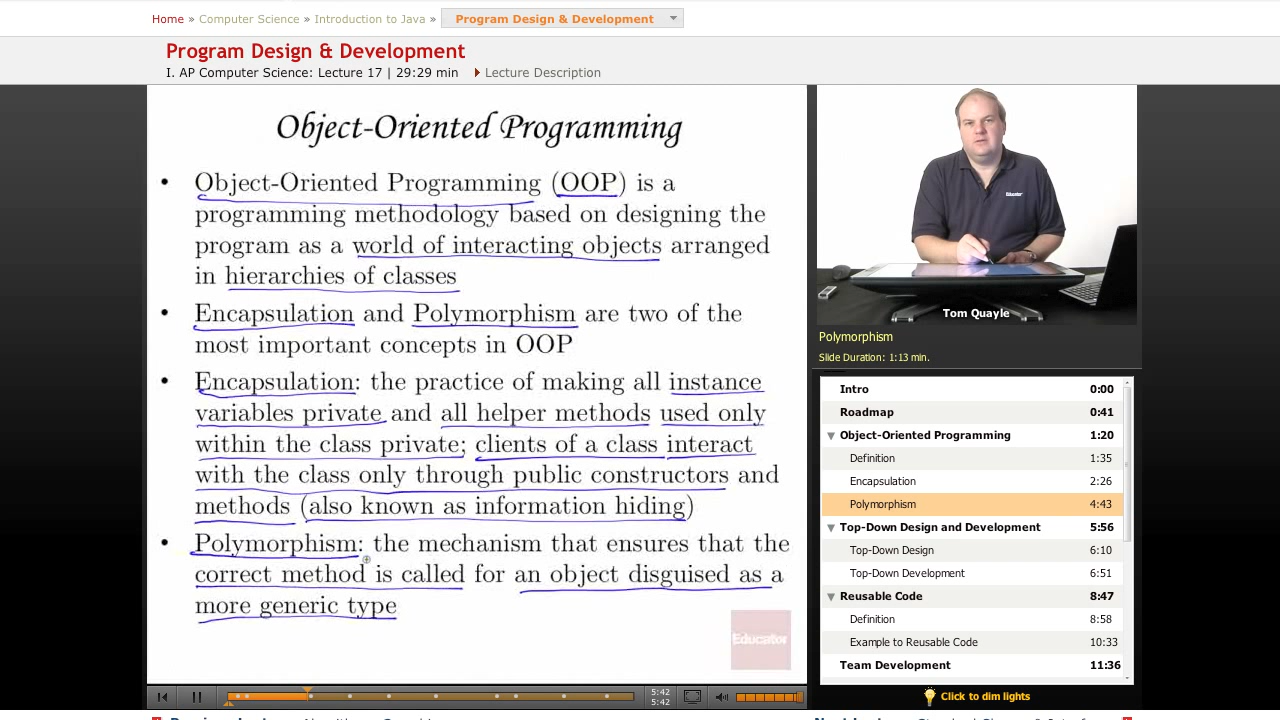 Home » Computer Science » Introduction to Java » Program Design & Development
Program Design & Development
I. AP Computer Science: Lecture 17 | 29:29 min Lecture Description
Object-Oriented Programming
• Object-Oriented Programming (OOP) is a
programming methodology based on designing the
program as a world of interacting objects arranged
in hierarchies of classes
• Encapsulation and Polymorphism are two of the
most important concepts in OOP
• Encapsulation: the practice of making all instance
variables private and all helper methods used only
within the class private; clients of a class interact
with the class only through public constructors and
methods (also known as information hiding)
• Polymorphism: the mechanism that ensures that the
correct method is called for an object disguised as a
more generic type
Educator
5:42
5:42
Educator
Tom Quayle
Polymorphism
Slide Duration: 1:13 min.
Intro 0:00
Roadmap 0:41
Object-Oriented Programming 1:20
Definition 1:35
Encapsulation 2:26
Polymorphism 4:43
Top-Down Design and Development 5:56
Top-Down Design 6:10
Top-Down Development 6:51
Reusable Code 8:47
Definition 8:58
Example to Reusable Code 10:33
Team Development 11:36
Click to dim lights